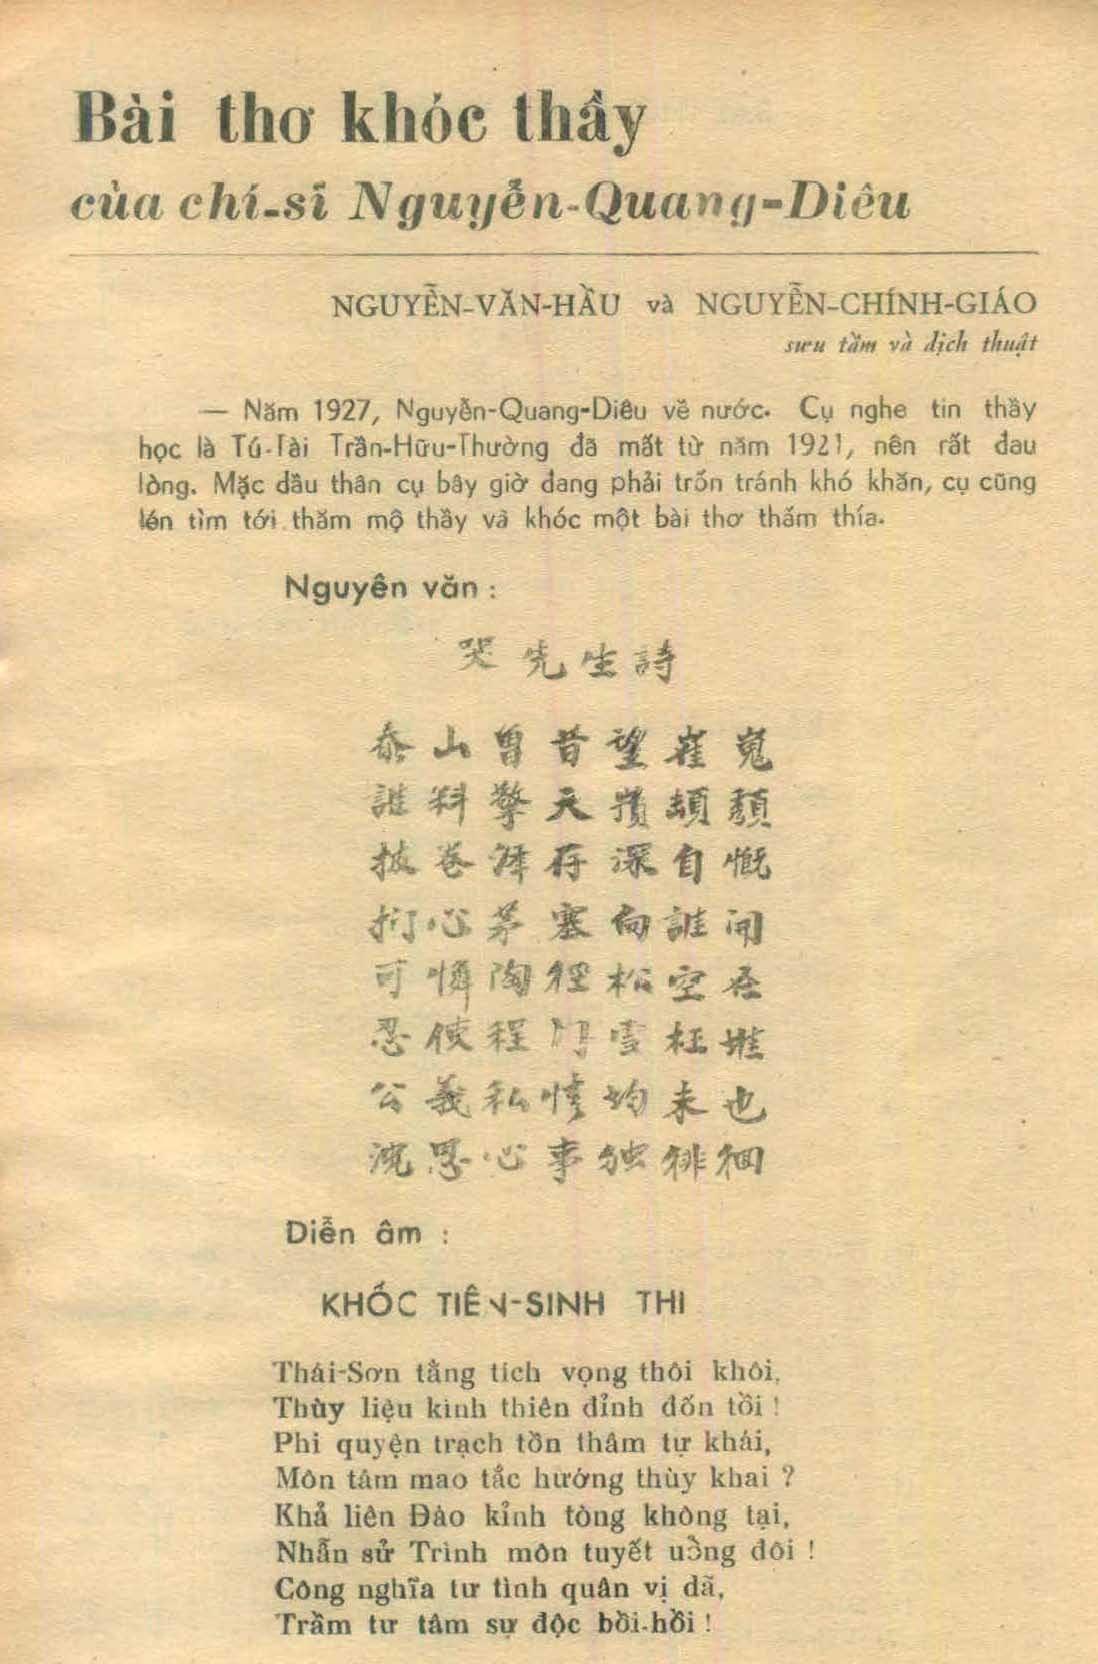 Bài thơ khóc thầy
của chí-sĩ Nguyễn-Quang-Diêu
NGUYỄN-VĂN-HẦU và NGUYỄN-CHÍNH-GIÁO
sưu tầm và dịch thuật
— Năm 1927, Nguyễn-Quang-Diêu về nước. Cụ nghe tin thầy
học là Tú-Tài Trần-Hữu-Thường đã mất từ năm 1921, nên rất đau
lòng. Mặc dầu thân cụ bây giờ đang phải trốn tránh khó khăn, cụ cũng
lén tìm tới thăm mộ thầy và khóc một bài thơ thấm thía.
Nguyên văn :
哭先生詩
泰山曾昔望崔嵬
誰料擎天頂頓頹
披卷澤存深自慨
捫心茅塞向誰開
可憐陶徑松空在
忍使程門雪枉堆
公義私情均未也
沉思心事独徘徊
Diễn âm :
KHỐC TIÊN-SINH THI
Thái-Sơn tằng tích vọng thôi khôi,
Thùy liệu kình thiên đỉnh đốn tồi !
Phi quyện trạch tồn thâm tự khái,
Môn tâm mao tắc hướng thùy khai ?
Khả liên Đào kỉnh tòng không tại,
Nhẫn sử Trình môn tuyết uổng đôi !
Công nghĩa tư tình quân vị dã,
Trầm tư tâm sự độc bồi-hồi !